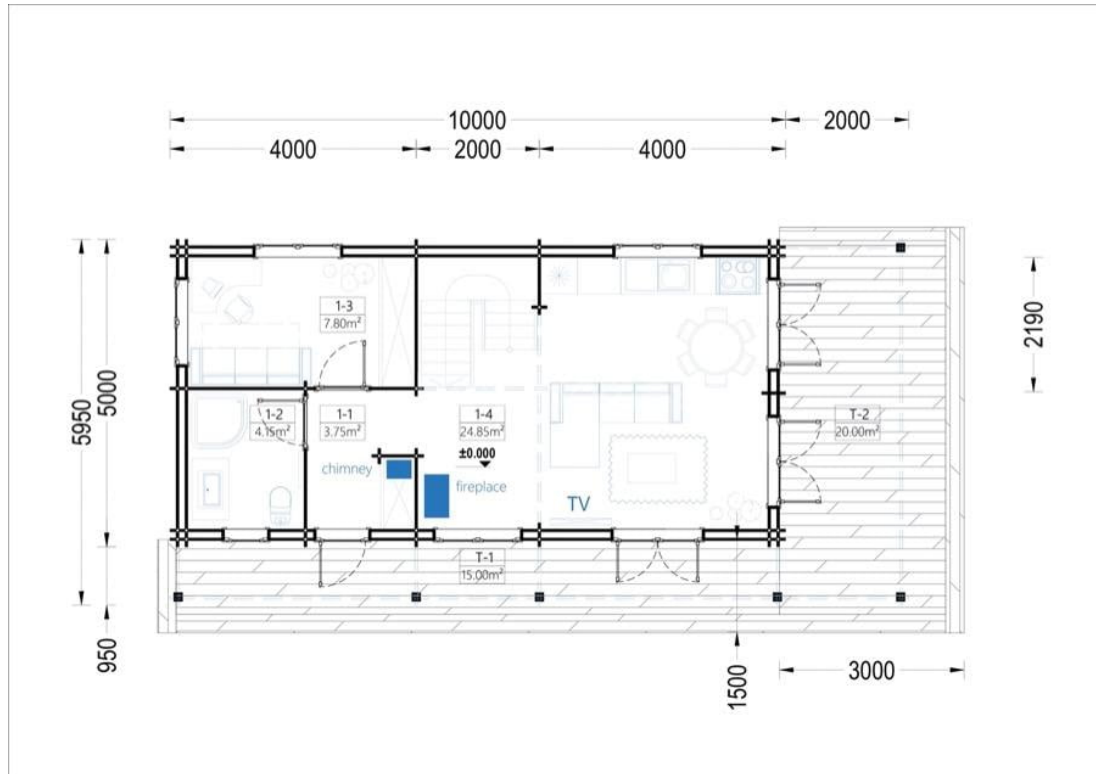 10000
2000
4000
2000
4000
1-3
7.80m²
2190
5000
5950
1-2
4.15m²
1-1
3.75m²
1-4
24.85m²
T-2
20.00m²
±0.000
chimney
fireplace
TV
T-1
15.00m²
950
1500
3000